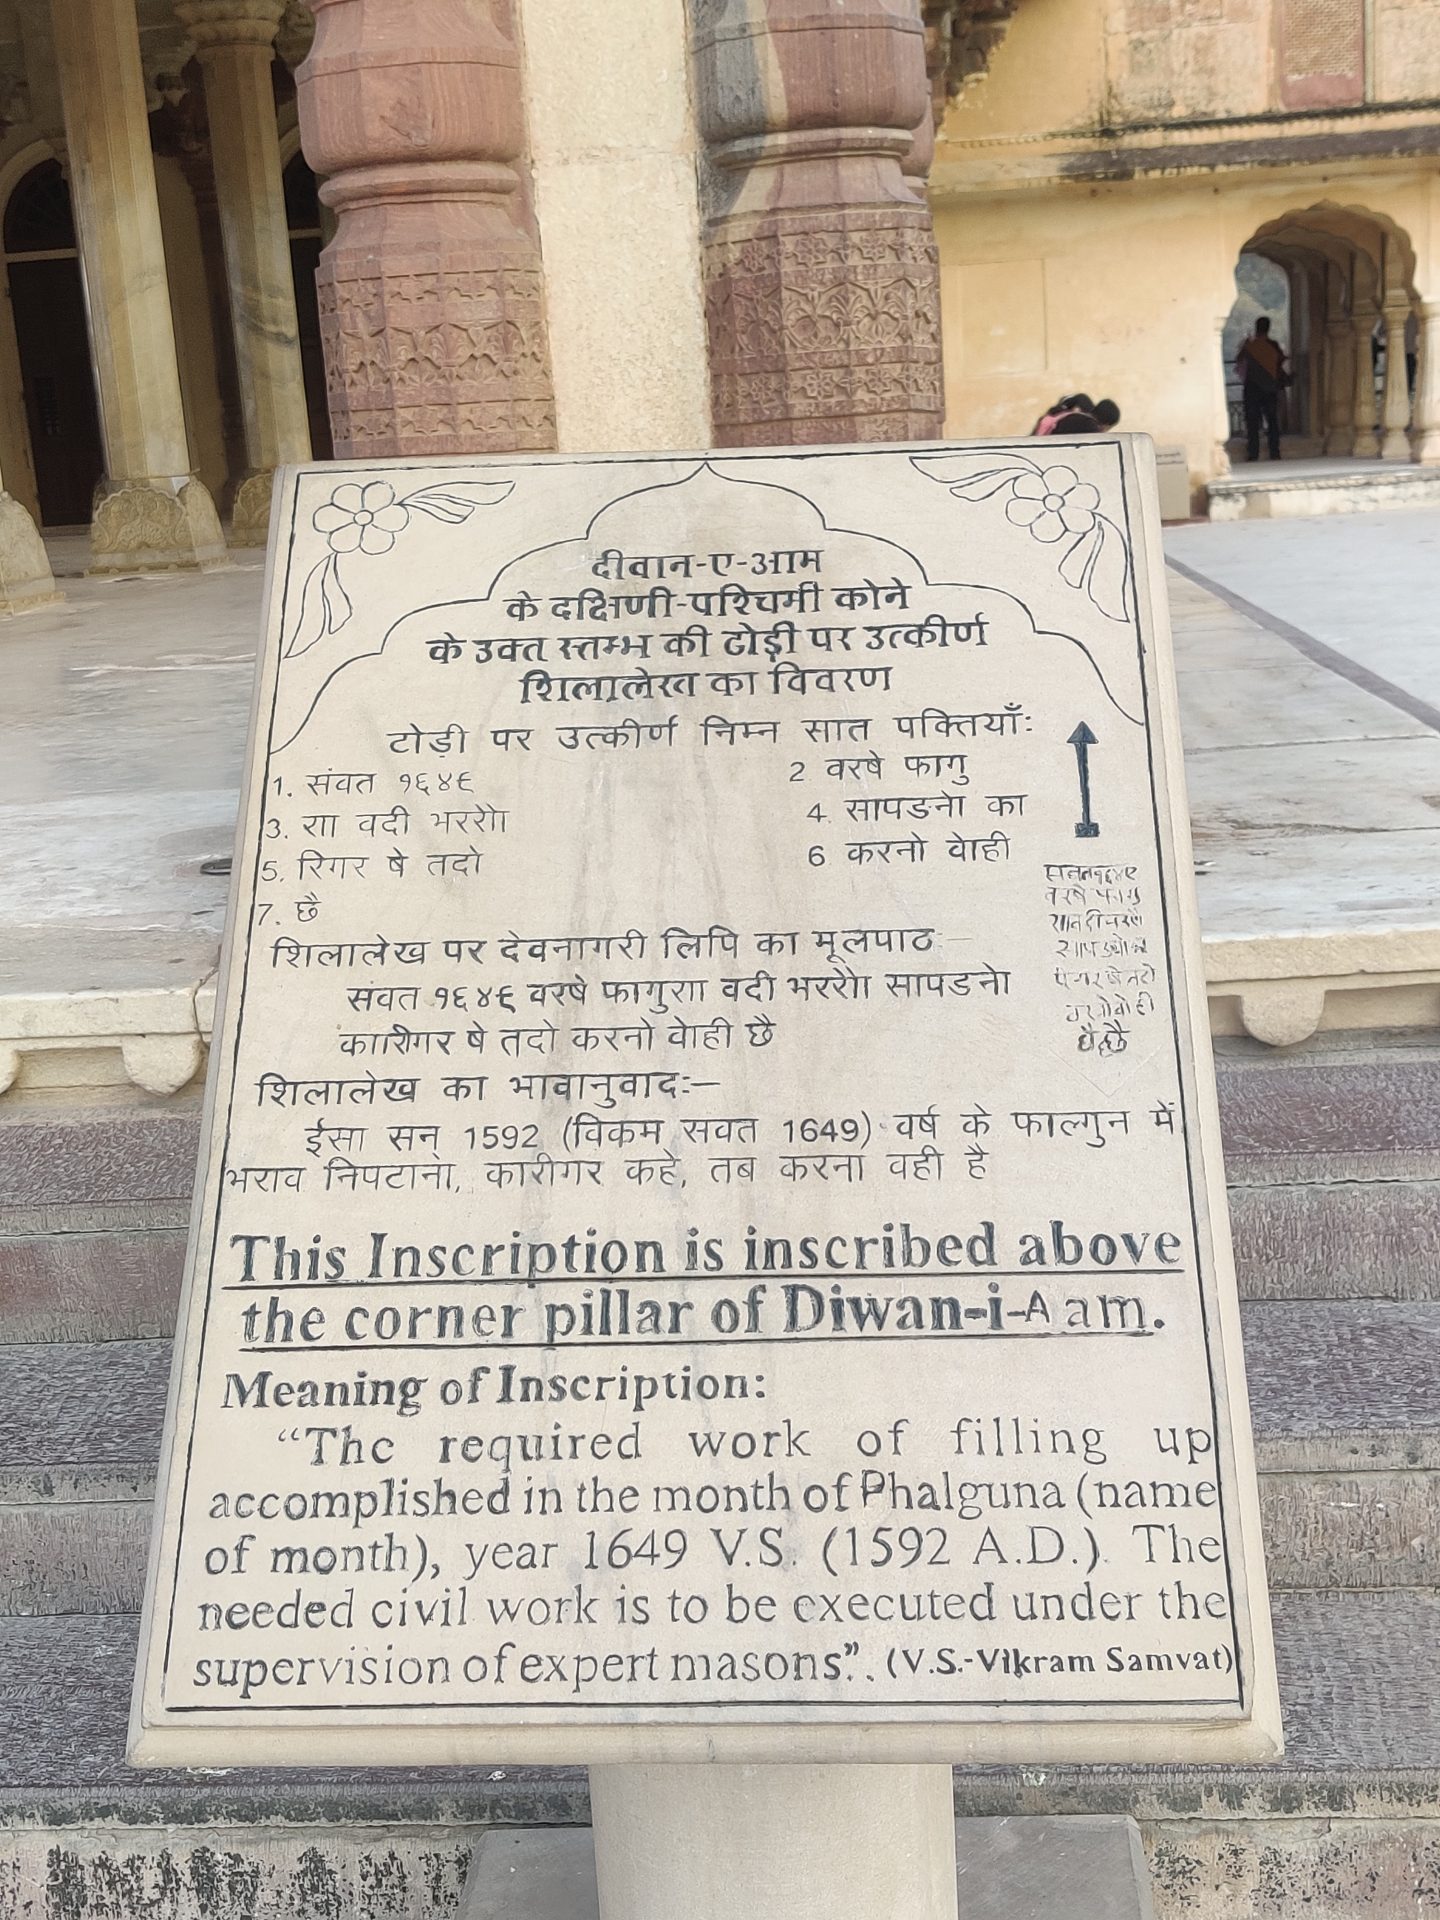 दीवान-ए-आम
के दक्षिणी-पश्चिमी कोने
के उक्त स्तम्भ की टोड़ी पर उत्कीर्ण
शिलालेख का विवरण
टोड़ी पर उत्कीर्ण निम्न सात पक्तियाँ:
1. संवत १६४९
2 वरषे फागु
3. राा वदी भररोो
4. सापडनेा का
5. रिगर षे तदो
6 करनो वेाही
7. छै
शिलालेख पर देवनागरी लिपि का मूलपाठ:—
संवत १६४९ वरषे फागुराा वदी भररोो सापडनेा
कारीगर षे तदो करनो वेाही छै
शिलालेख का भावानुवाद:—
ईसा सन् 1592 (विकम सवत 1649) वर्ष के फाल्गुन में
भराव निपटाना, कारीगर कहे, तब करना वही है
This Inscription is inscribed above
the corner pillar of Diwan-i-Aam.
Meaning of Inscription:
“The required work of filling up
accomplished in the month of Phalguna (name
of month), year 1649 V.S. (1592 A.D.). The
needed civil work is to be executed under the
supervision of expert masons”. (V.S.-Vikram Samvat)